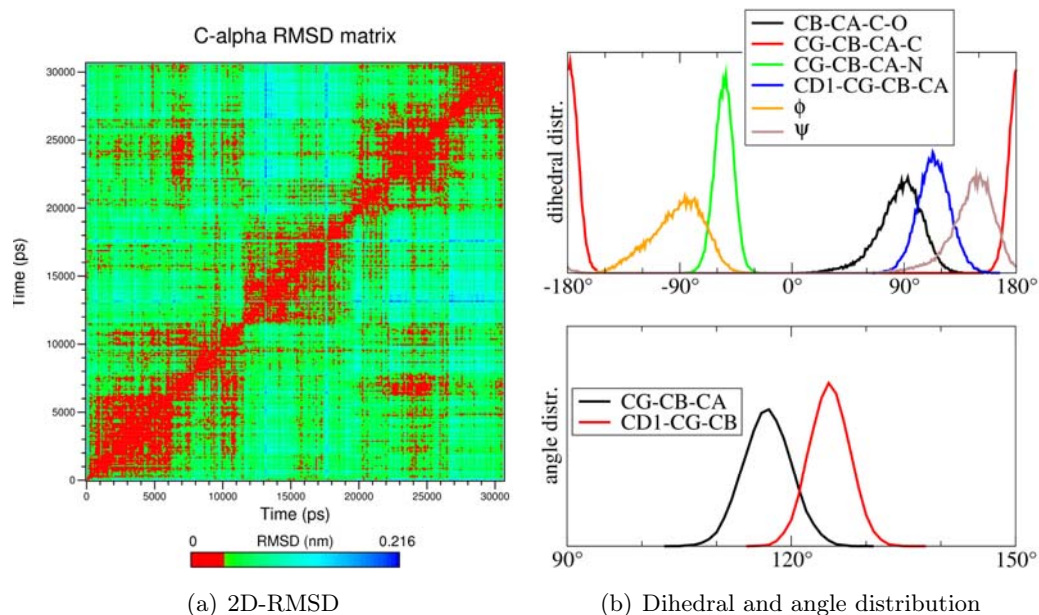 C-alpha RMSD matrix
Time (ps)
30000
25000
20000
15000
10000
5000
0
0 5000 10000 15000 20000 25000 30000
Time (ps)
0 RMSD (nm) 0.216
(a) 2D-RMSD
dihedral distr.
CB-CA-C-O
CG-CB-CA-C
CG-CB-CA-N
CD1-CG-CB-CA
ϕ
ψ
-180° -90° 0° 90° 180°
angle distr.
CG-CB-CA
CD1-CG-CB
90° 120° 150°
(b) Dihedral and angle distribution